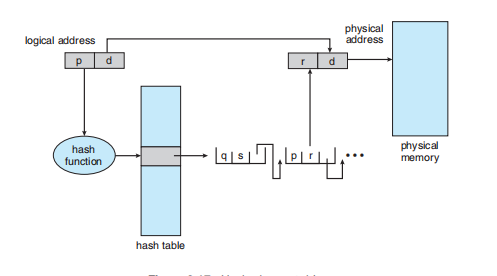 logical address
physical
address
p d
r d
hash
function
q s
p r
•••
physical
memory
hash table